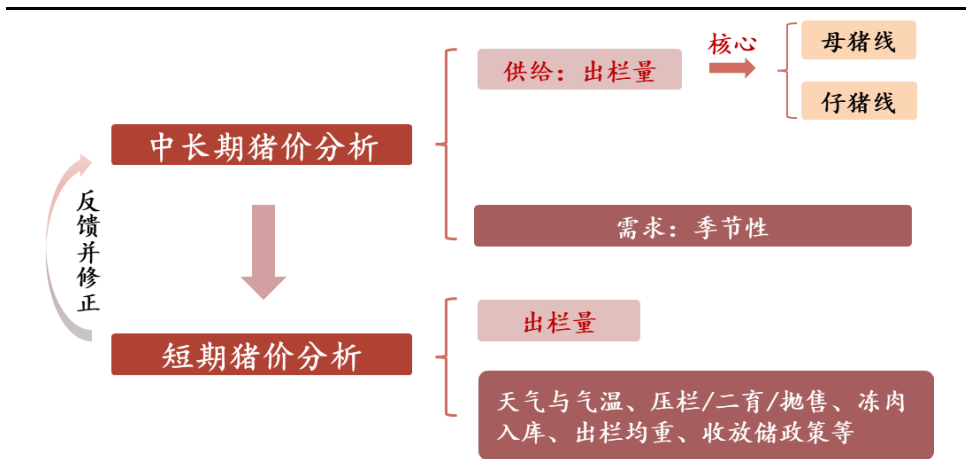 核心
母猪线
供给：出栏量
仔猪线
中长期猪价分析
反馈并修正
需求：季节性
出栏量
短期猪价分析
天气与气温、压栏/二育/抛售、冻肉
入库、出栏均重、收放储政策等